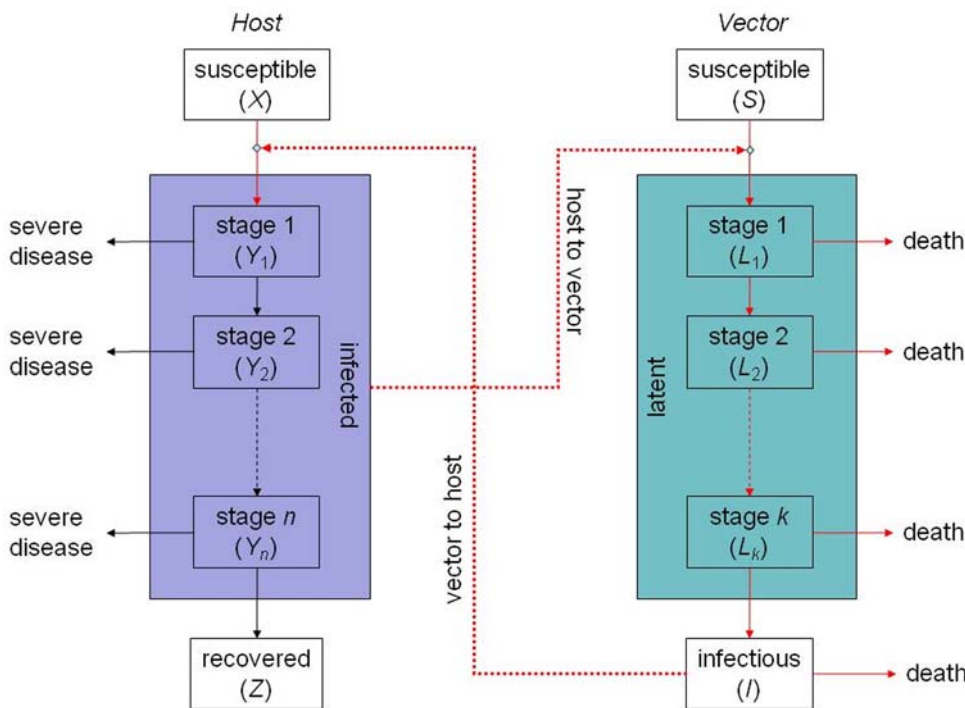 Host
Vector
susceptible
(X)
susceptible
(S)
severe
disease
stage 1
(Y1)
stage 1
(L1)
death
severe
disease
stage 2
(Y2)
stage 2
(L2)
death
infected
host to vector
latent
vector to host
severe
disease
stage n
(Yn)
stage k
(Lk)
death
recovered
(Z)
infectious
(I)
death